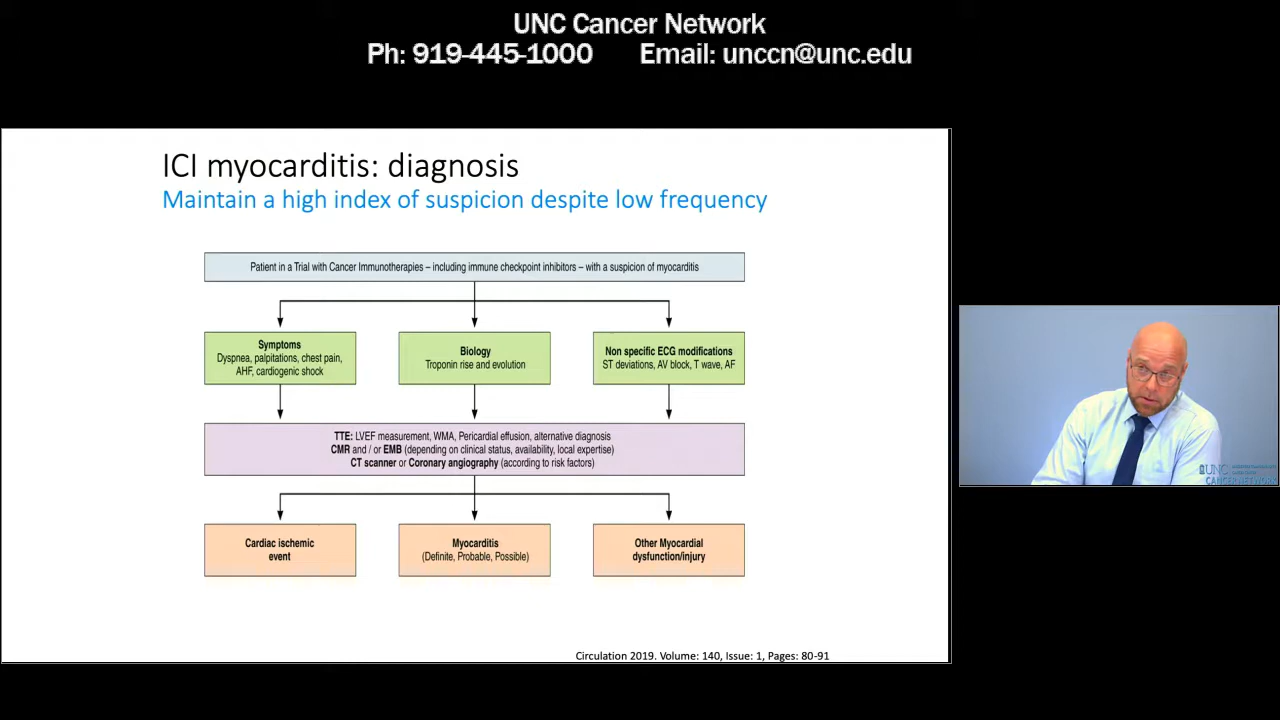 UNC Cancer Network
Ph: 919-445-1000 Email: unccn@unc.edu
ICI myocarditis: diagnosis
Maintain a high index of suspicion despite low frequency
Patient in a Trial with Cancer Immunotherapies – including immune checkpoint inhibitors – with a suspicion of myocarditis
Symptoms
Dyspnea, palpitations, chest pain,
AHF, cardiogenic shock
Biology
Troponin rise and evolution
Non specific ECG modifications
ST deviations, AV block, T wave, AF
TTE: LVEF measurement, WMA, Pericardial effusion, alternative diagnosis
CMR and / or EMB (depending on clinical status, availability, local expertise)
CT scanner or Coronary angiography (according to risk factors)
Cardiac ischemic
event
Myocarditis
(Definite, Probable, Possible)
Other Myocardial
dysfunction/injury
Circulation 2019. Volume: 140, Issue: 1, Pages: 80-91
UNC
CANCER NETWORK